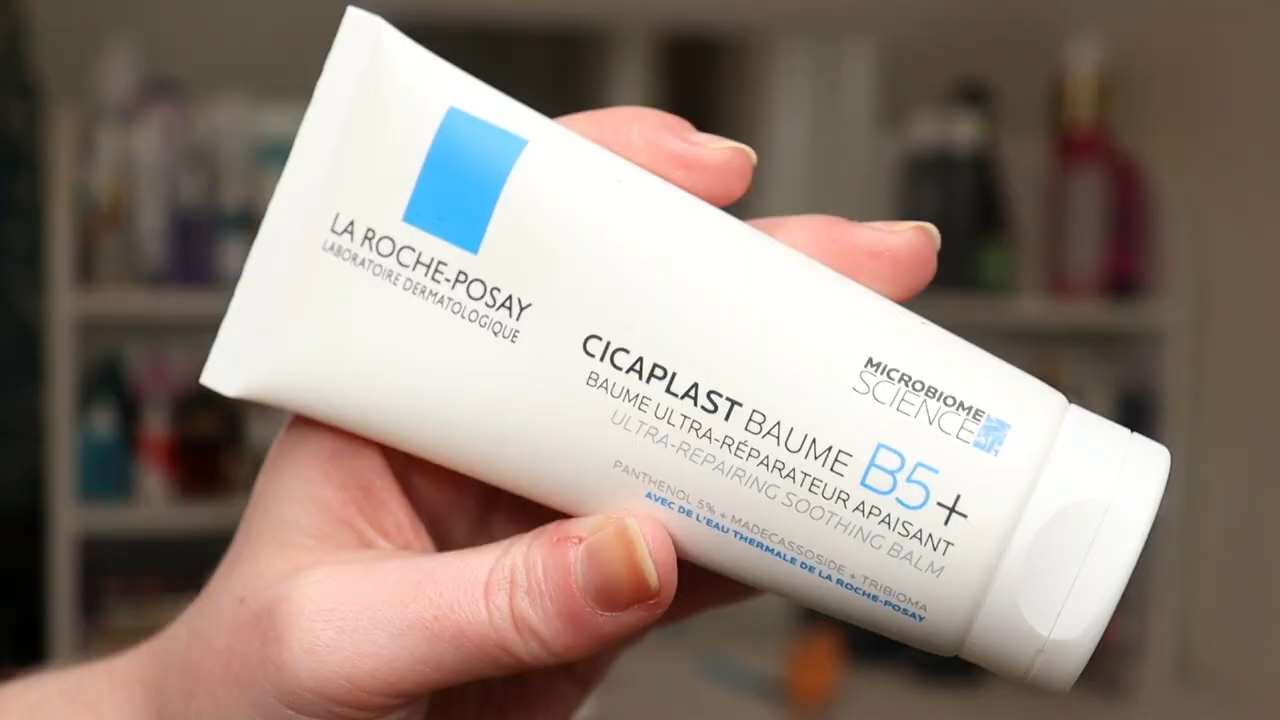 LA ROCHE-POSAY
LABORATOIRE DERMATOLOGIQUE
MICROBIOME
SCIENCE
CICAPLAST BAUME B5+
BAUME ULTRA-RÉPARATEUR APAISANT
ULTRA-REPAIRING SOOTHING BALM
PANTHENOL 5% + MADECASSOSIDE + TRIBIOMA
AVEC DE L'EAU THERMALE DE LA ROCHE-POSAY